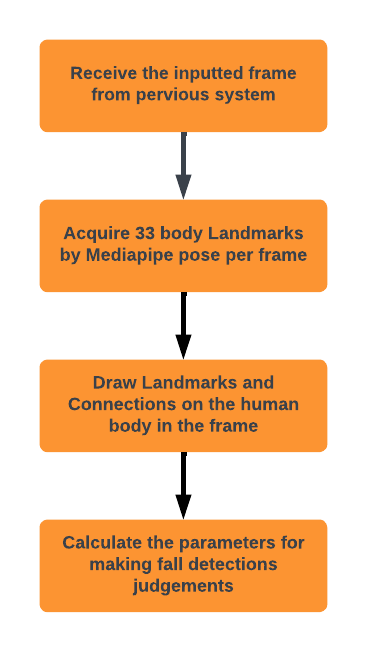 Receive the inputted frame
from pervious system
Acquire 33 body Landmarks
by Mediapipe pose per frame
Draw Landmarks and
Connections on the human
body in the frame
Calculate the parameters for
making fall detections
judgements